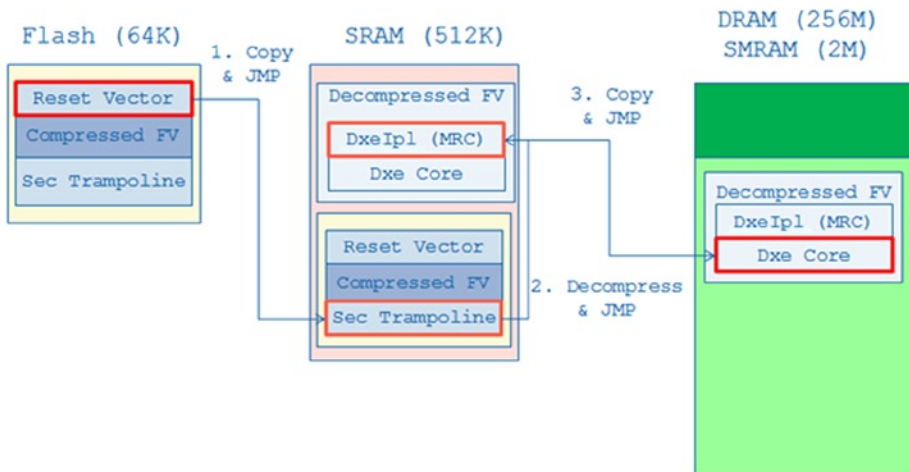 Flash (64K)
Reset Vector
Compressed FV
Sec Trampoline
1. Copy
& JMP
SRAM (512K)
Decompressed FV
DxeIpl (MRC)
Dxe Core
Reset Vector
Compressed FV
Sec Trampoline
2. Decompress
& JMP
3. Copy
& JMP
DRAM (256M)
SMRAM (2M)
Decompressed FV
DxeIpl (MRC)
Dxe Core